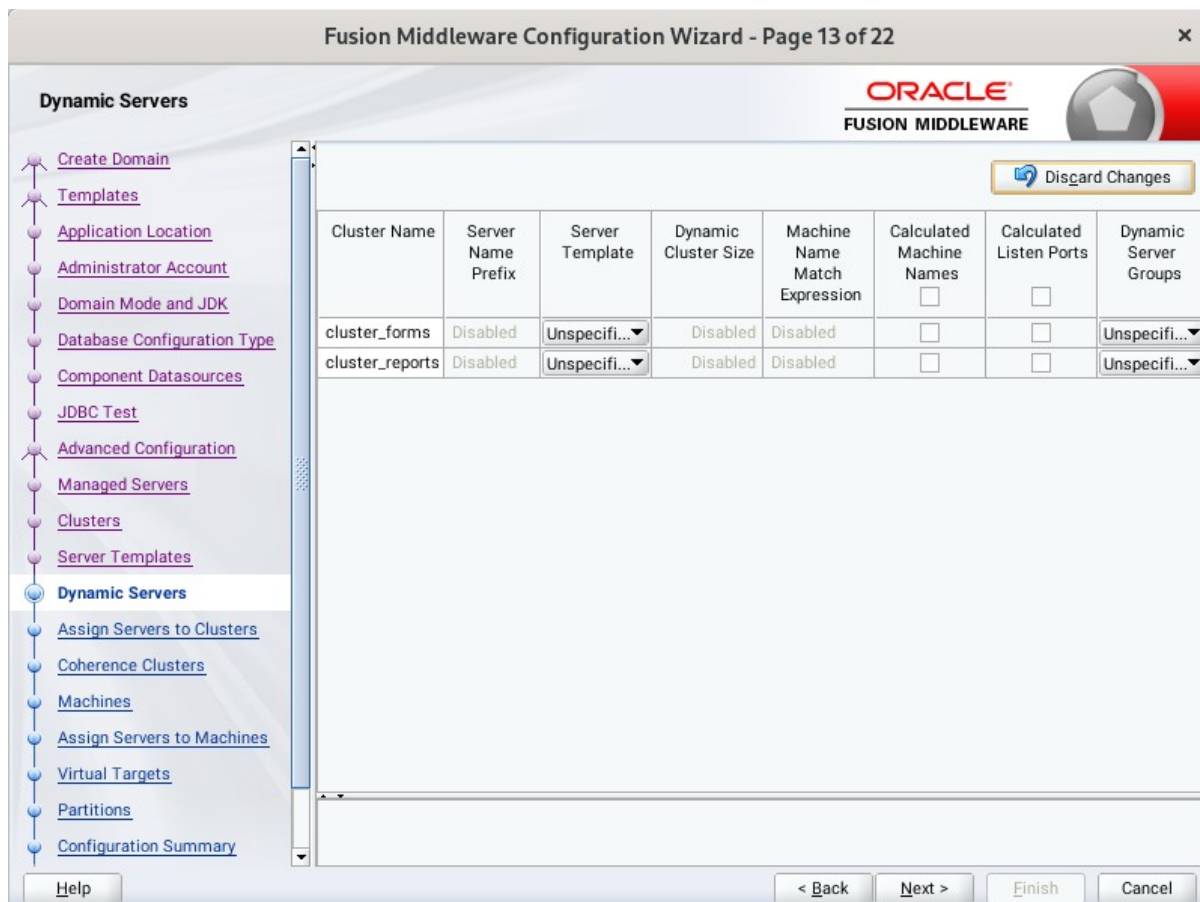 Fusion Middleware Configuration Wizard - Page 13 of 22
×
Dynamic Servers
ORACLE
FUSION MIDDLEWARE
Create Domain
Templates
Application Location
Administrator Account
Domain Mode and JDK
Database Configuration Type
Component Datasources
JDBC Test
Advanced Configuration
Managed Servers
Clusters
Server Templates
Dynamic Servers
Assign Servers to Clusters
Coherence Clusters
Machines
Assign Servers to Machines
Virtual Targets
Partitions
Configuration Summary
Discard Changes
Cluster Name
Server
Name
Prefix
Server
Template
Dynamic
Cluster Size
Machine
Name
Match
Expression
Calculated
Machine
Names
Calculated
Listen Ports
Dynamic
Server
Groups
cluster_forms Disabled Unspecifi... Disabled Disabled Unspecifi...
cluster_reports Disabled Unspecifi... Disabled Disabled Unspecifi...
Help < Back Next > Finish Cancel